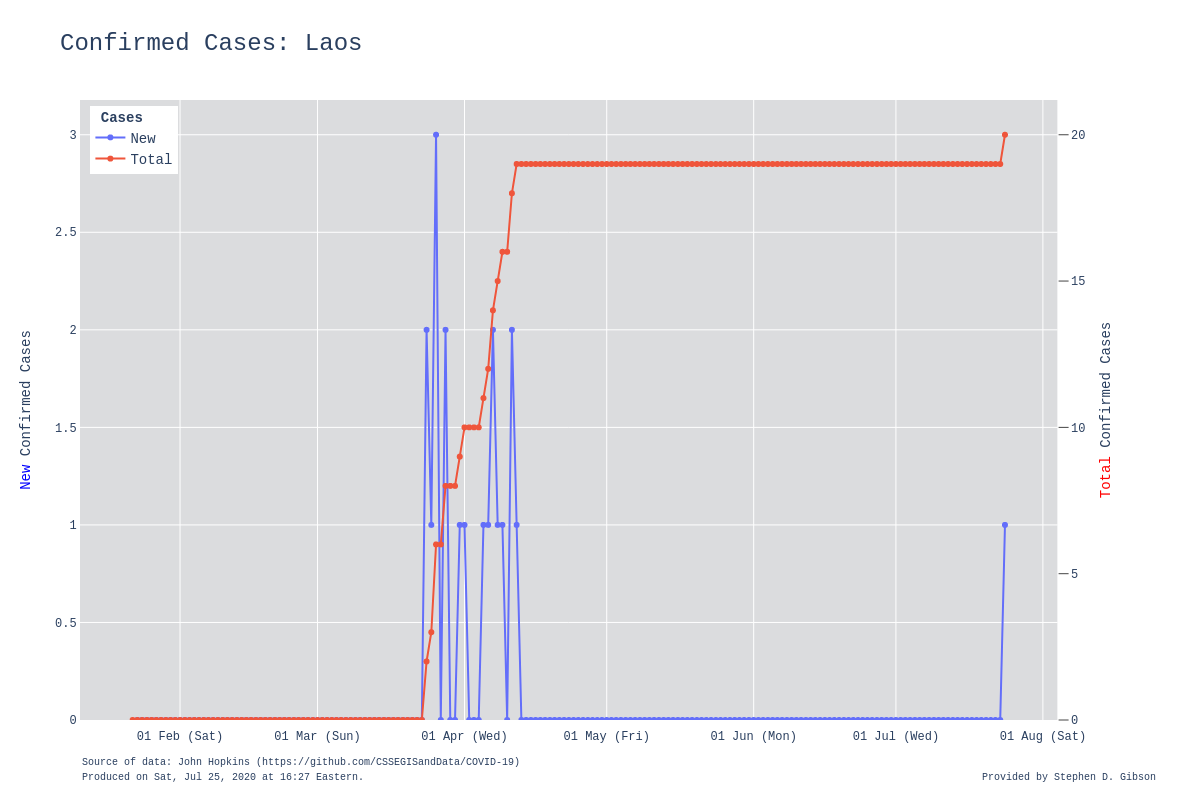 Confirmed Cases: Laos
Cases
New
Total
3
2.5
2
1.5
1
0.5
0
20
15
10
5
0
New Confirmed Cases
Total Confirmed Cases
01 Feb (Sat)
01 Mar (Sun)
01 Apr (Wed)
01 May (Fri)
01 Jun (Mon)
01 Jul (Wed)
01 Aug (Sat)
Source of data: John Hopkins (https://github.com/CSSEGISandData/COVID-19)
Produced on Sat, Jul 25, 2020 at 16:27 Eastern.
Provided by Stephen D. Gibson